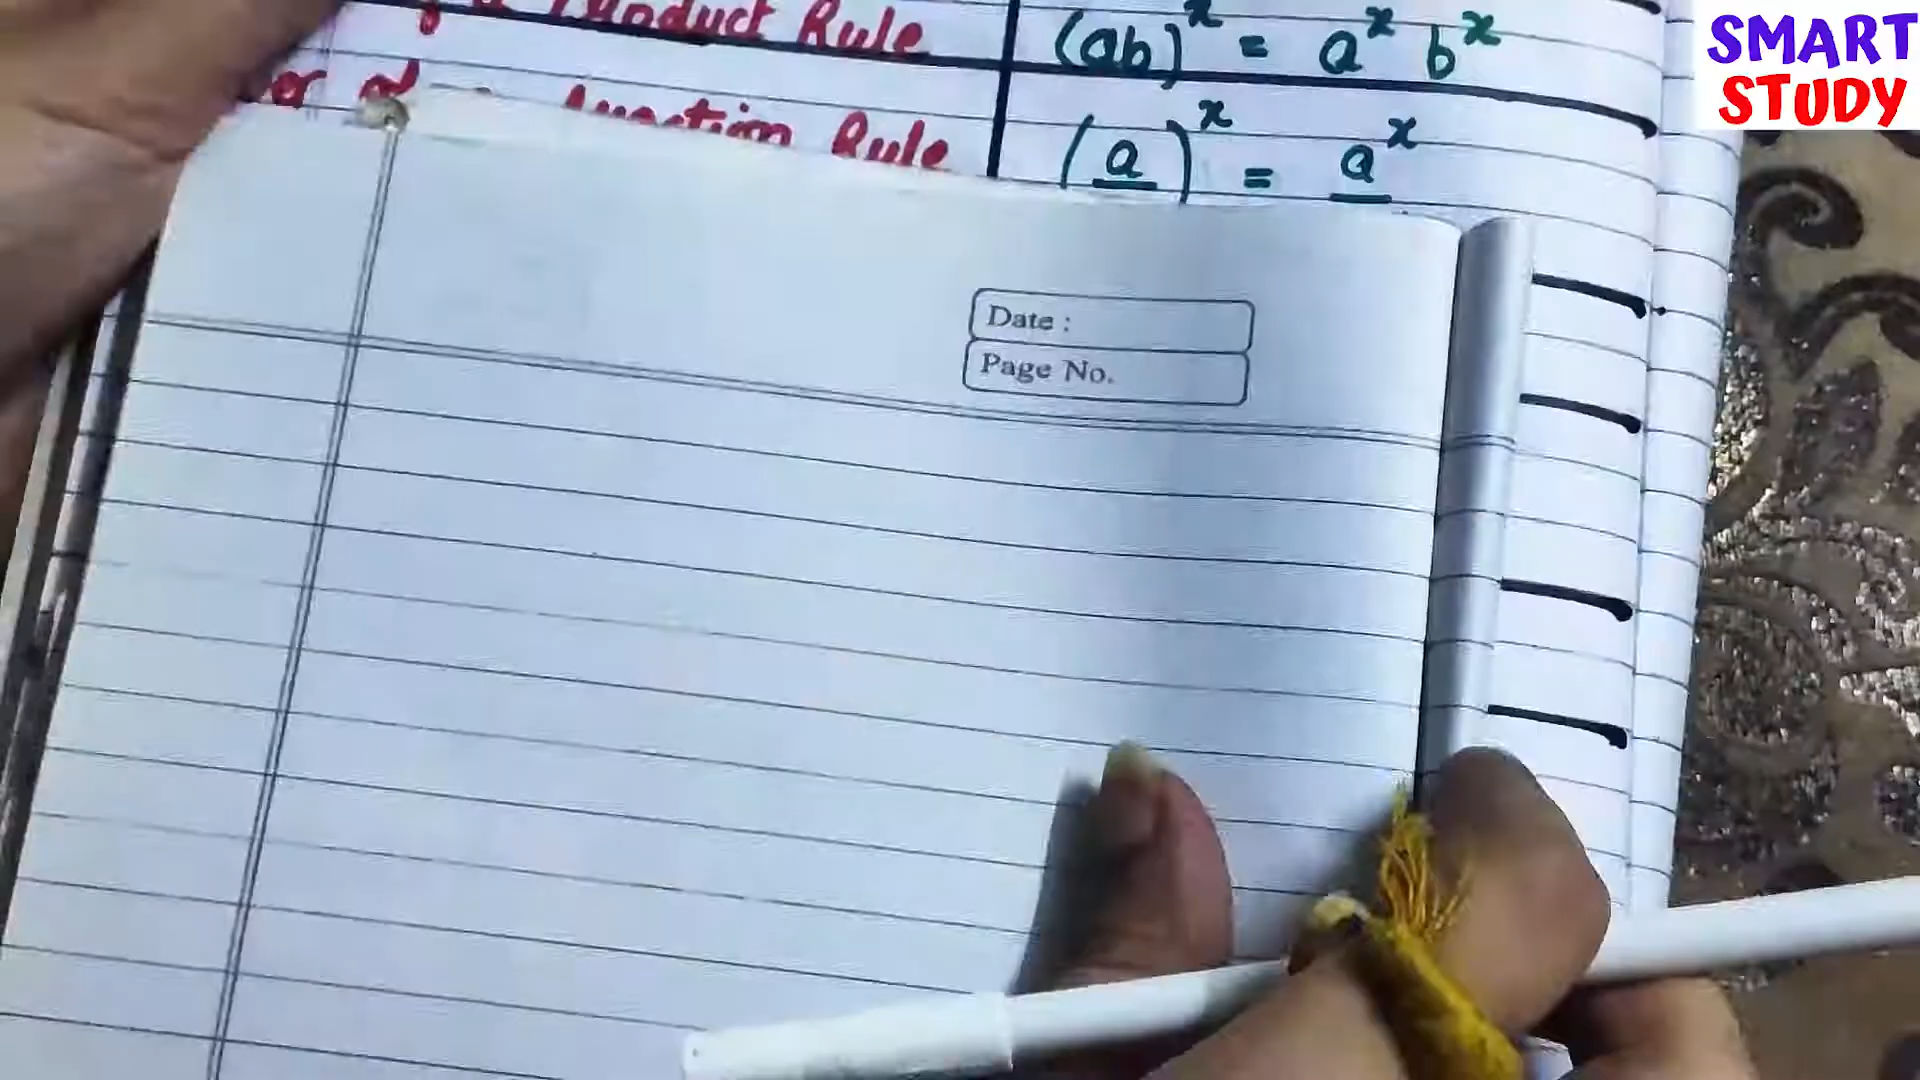 Product Rule (ab)^x = a^x b^x
Rule (a)^x = a^x
Date :
Page No.
SMART
STUDY